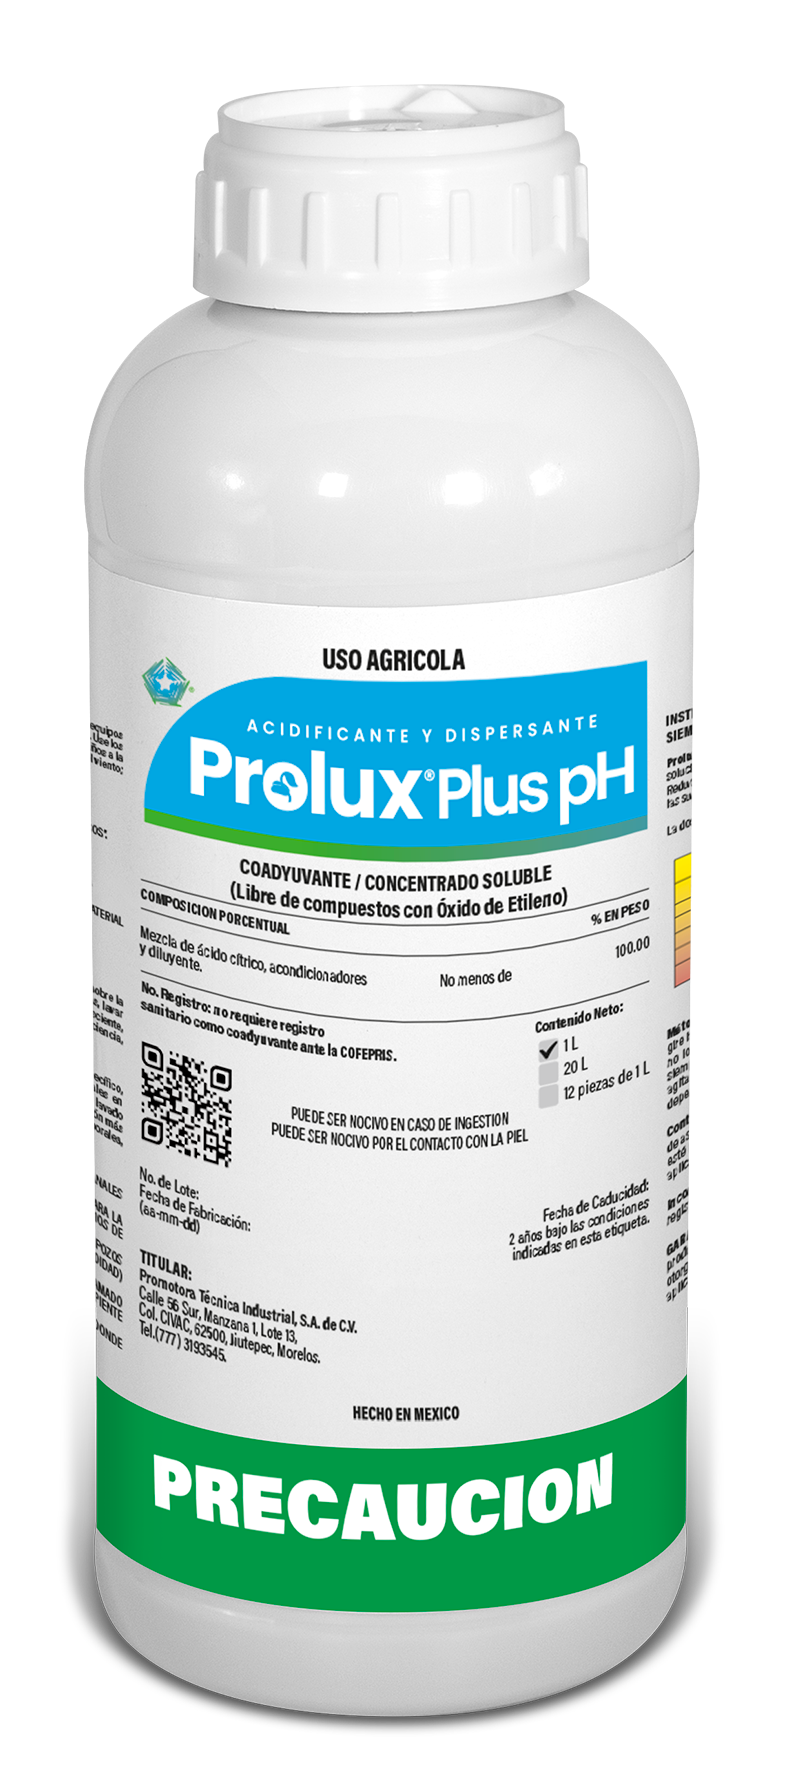 USO AGRICOLA
ACIDIFICANTE Y DISPERSANTE
Prolux® Plus pH
COADYUVANTE / CONCENTRADO SOLUBLE
(Libre de compuestos con Óxido de Etileno)
COMPOSICION PORCENTUAL
% EN PESO
Mezcla de ácido cítrico, acondicionadores
y diluyente.
No menos de
100.00
No. Registro: no requiere registro
sanitario como coadyuvante ante la COFEPRIS.
Contenido Neto:
1 L
20 L
12 piezas de 1 L
PUEDE SER NOCIVO EN CASO DE INGESTION
PUEDE SER NOCIVO POR EL CONTACTO CON LA PIEL
No. de Lote:
Fecha de Fabricación:
(aa-mm-dd)
Fecha de Caducidad:
2 años bajo las condiciones
indicadas en esta etiqueta.
TITULAR:
Promotora Técnica Industrial, S.A. de C.V.
Calle 56 Sur, Manzana 1, Lote 13,
Col. CIVAC, 62500, Jiutepec, Morelos.
Tel.(777) 3193545.
HECHO EN MEXICO
PRECAUCION